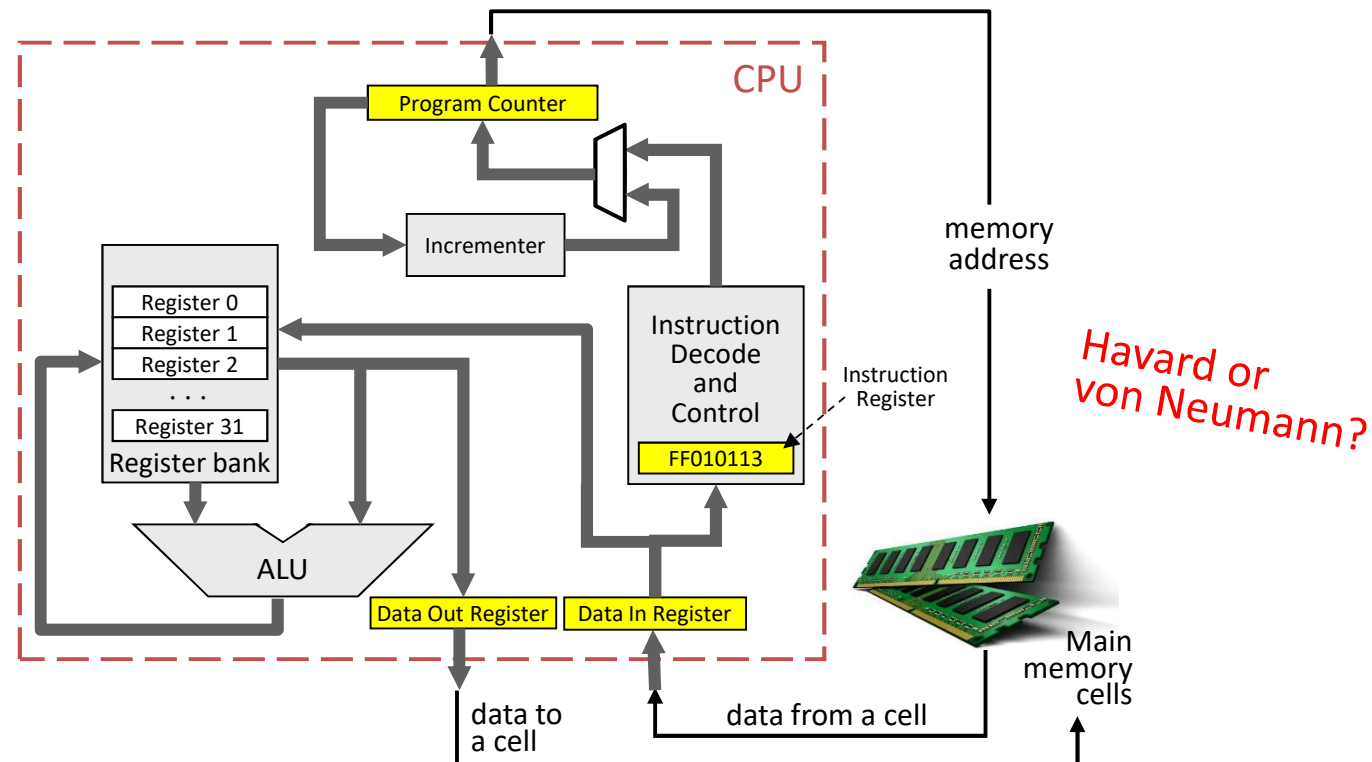 CPU
Program Counter
Incrementer
memory
address
Register 0
Register 1
Register 2
. . .
Register 31
Register bank
Instruction
Decode
and
Control
FF010113
Instruction
Register
Havard or
von Neumann?
ALU
Data Out Register
Data In Register
Main
memory
cells
data to
a cell
data from a cell